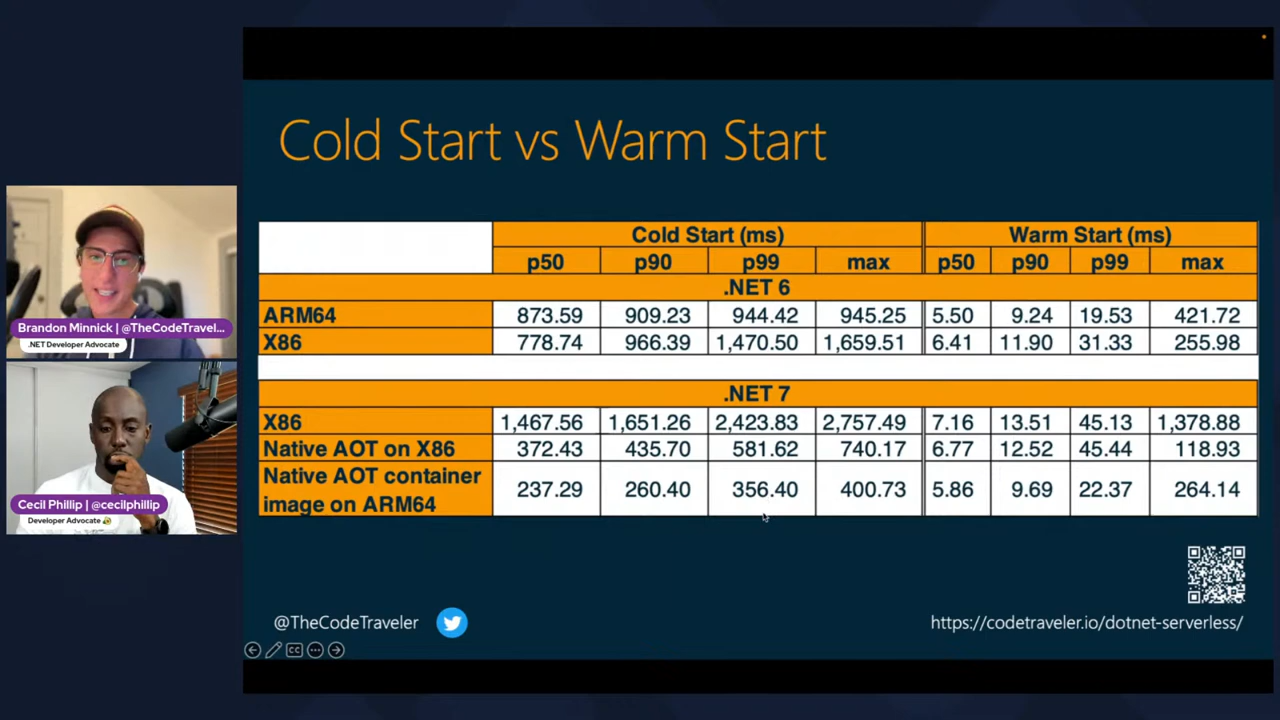 Cold Start vs Warm Start
Cold Start (ms) Warm Start (ms)
p50 p90 p99 max p50 p90 p99 max
.NET 6
ARM64 873.59 909.23 944.42 945.25 5.50 9.24 19.53 421.72
X86 778.74 966.39 1,470.50 1,659.51 6.41 11.90 31.33 255.98
.NET 7
X86 1,467.56 1,651.26 2,423.83 2,757.49 7.16 13.51 45.13 1,378.88
Native AOT on X86 372.43 435.70 581.62 740.17 6.77 12.52 45.44 118.93
Native AOT container
image on ARM64 237.29 260.40 356.40 400.73 5.86 9.69 22.37 264.14
@TheCodeTraveler
https://codetraveler.io/dotnet-serverless/
CC
Brandon Minnick | @TheCodeTravel...
.NET Developer Advocate
Cecil Phillip | @cecilphillip
Developer Advocate 🥑